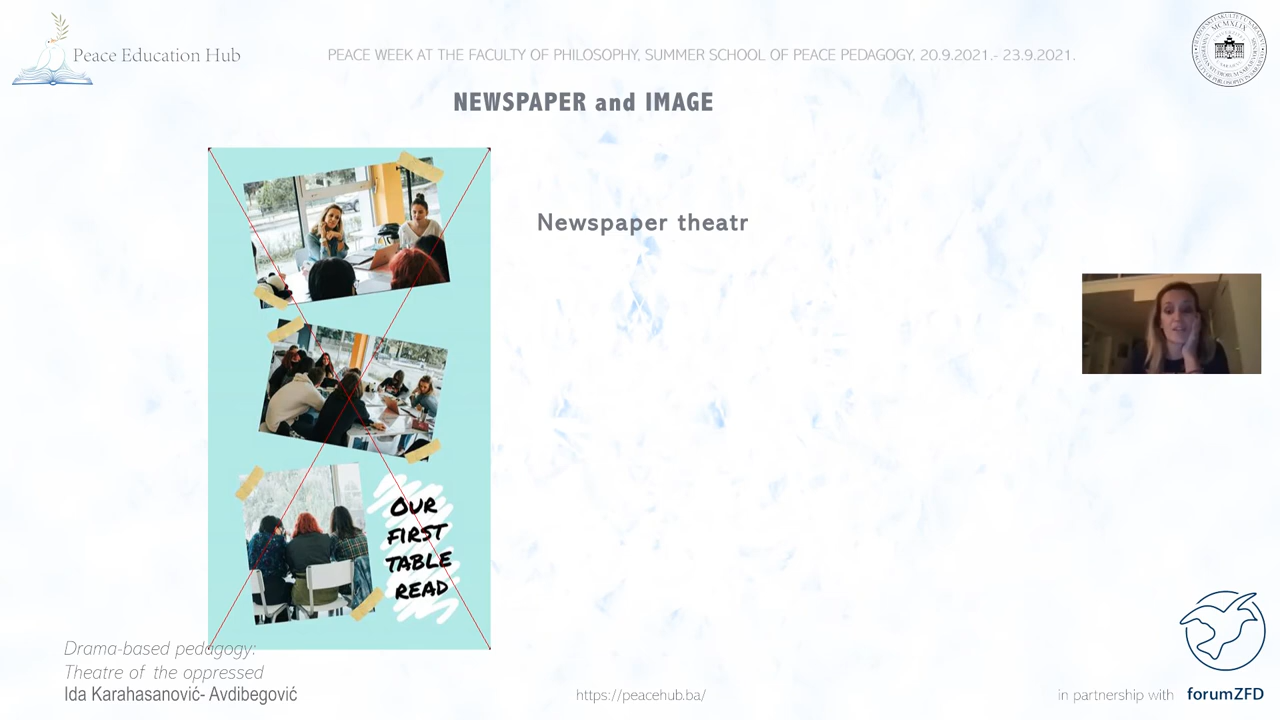 Peace Education Hub
PEACE WEEK AT THE FACULTY OF PHILOSOPHY, SUMMER SCHOOL OF PEACE PEDAGOGY, 20.9.2021.- 23.9.2021.
NEWSPAPER and IMAGE
Newspaper theatr
OUR
FIRST
TABLE
READ
Drama-based pedagogy:
Theatre of the oppressed
Ida Karahasanović- Avdibegović
https://peacehub.ba/
in partnership with forumZFD